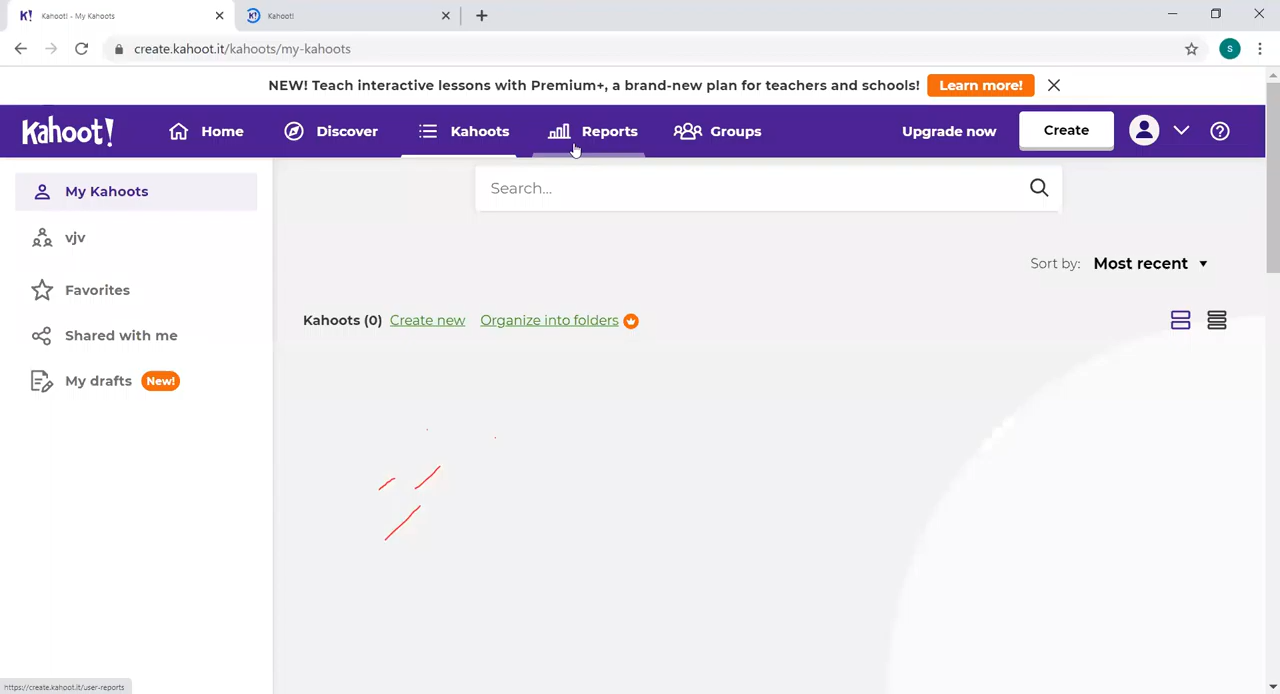 Kahoot! - My Kahoots
Kahoot!
create.kahoot.it/kahoots/my-kahoots
S
NEW! Teach interactive lessons with Premium+, a brand-new plan for teachers and schools! Learn more!
Kahoot! Home Discover Kahoots Reports Groups Upgrade now Create
My Kahoots
Search...
vjv
Sort by: Most recent
Favorites
Kahoots (0) Create new Organize into folders
Shared with me
My drafts New!
https://create.kahoot.it/user-reports